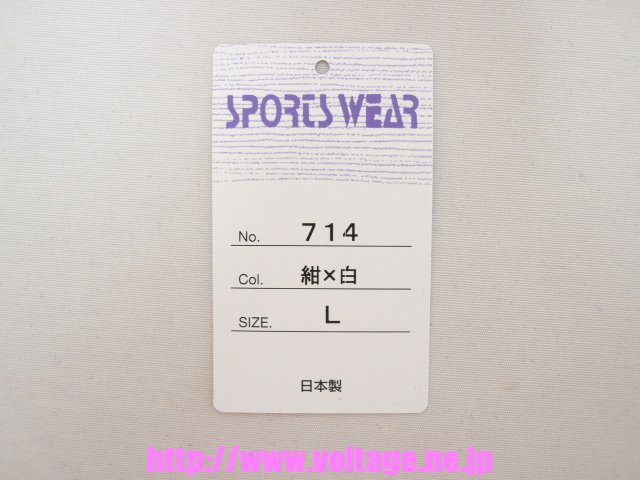 SPORTS WEAR
No. 714
Col. 紺×白
SIZE. L
日本製
http://www.voltage.ne.jp